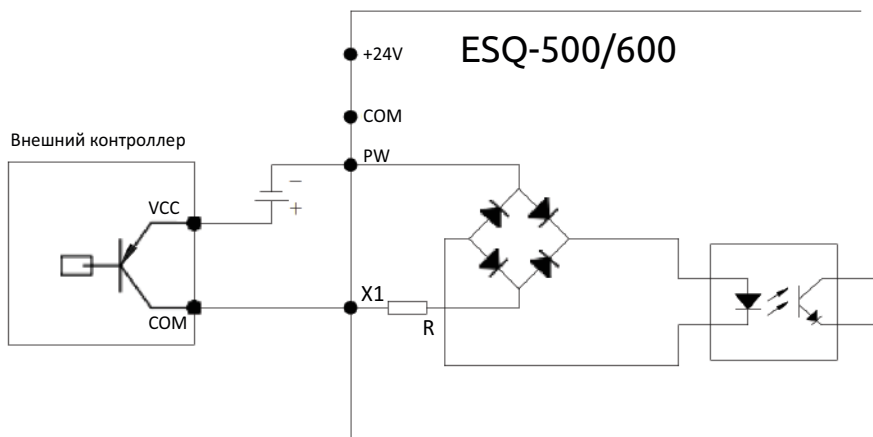 ESQ-500/600
+24V
COM
Внешний контроллер
PW
−
+
VCC
X1
COM
R